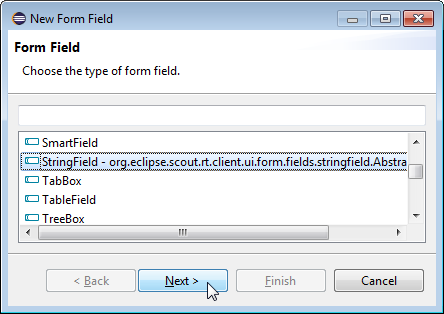 New Form Field
Form Field
Choose the type of form field.
SmartField
StringField - org.eclipse.scout.rt.client.ui.form.fields.stringfield.Abstra
TabBox
TableField
TreeBox
< Back
Next >
Finish
Cancel